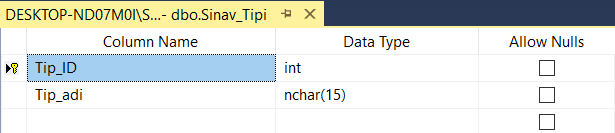 DESKTOP-ND07M0I\S...- dbo.Sinav_Tipi
Column Name Data Type Allow Nulls
Tip_ID int
Tip_adi nchar(15)